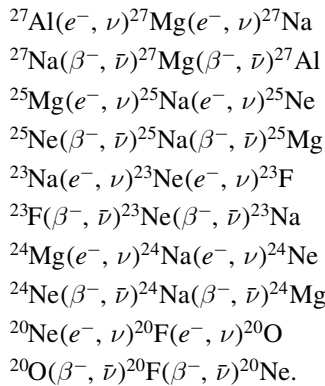 ²⁷Al(e⁻, ν)²⁷Mg(e⁻, ν)²⁷Na
²⁷Na(β⁻, ν̄)²⁷Mg(β⁻, ν̄)²⁷Al
²⁵Mg(e⁻, ν)²⁵Na(e⁻, ν)²⁵Ne
²⁵Ne(β⁻, ν̄)²⁵Na(β⁻, ν̄)²⁵Mg
²³Na(e⁻, ν)²³Ne(e⁻, ν)²³F
²³F(β⁻, ν̄)²³Ne(β⁻, ν̄)²³Na
²⁴Mg(e⁻, ν)²⁴Na(e⁻, ν)²⁴Ne
²⁴Ne(β⁻, ν̄)²⁴Na(β⁻, ν̄)²⁴Mg
²⁰Ne(e⁻, ν)²⁰F(e⁻, ν)²⁰O
²⁰O(β⁻, ν̄)²⁰F(β⁻, ν̄)²⁰Ne.